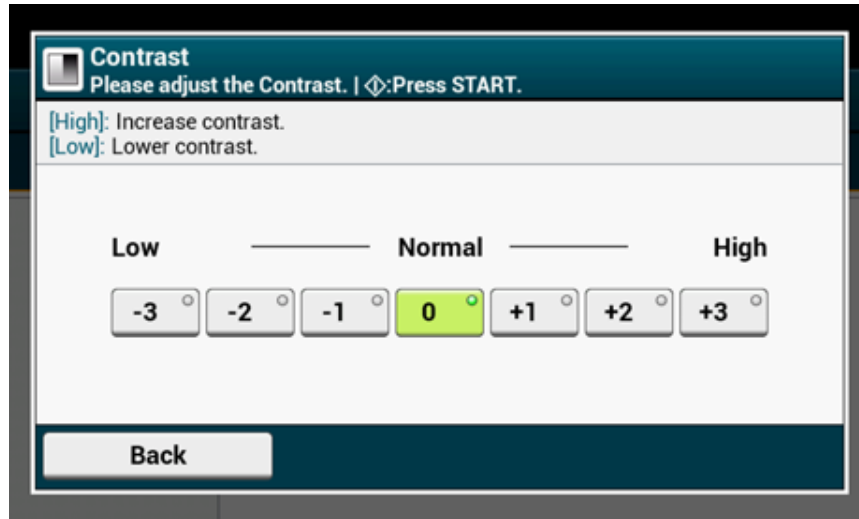 Contrast
Please adjust the Contrast. | :Press START.
[High]: Increase contrast.
[Low]: Lower contrast.
Low Normal High
-3 -2 -1 0 +1 +2 +3
Back